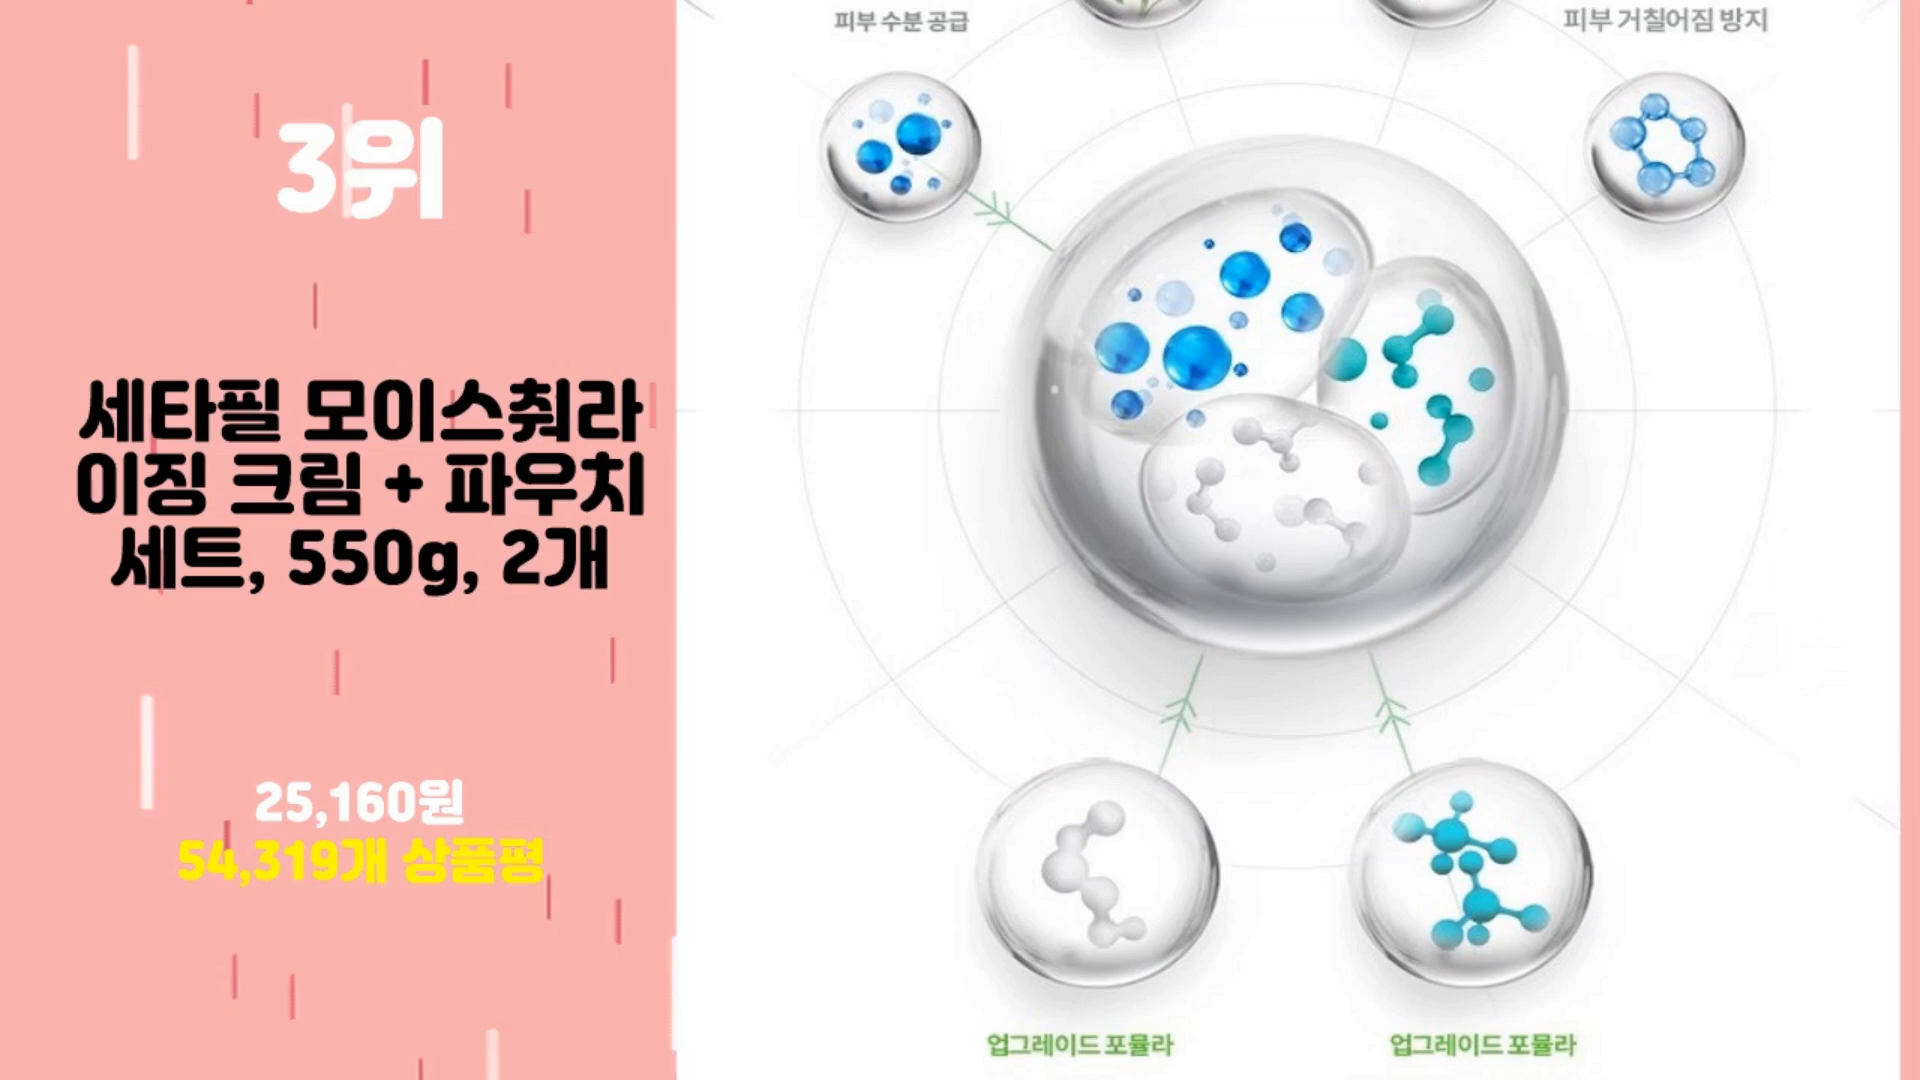 3위
세타필 모이스춰라
이징 크림 + 파우치
세트, 550g, 2개
25,160원
54,319개 상품평
피부 수분 공급
피부 거칠어짐 방지
업그레이드 포뮬라
업그레이드 포뮬라